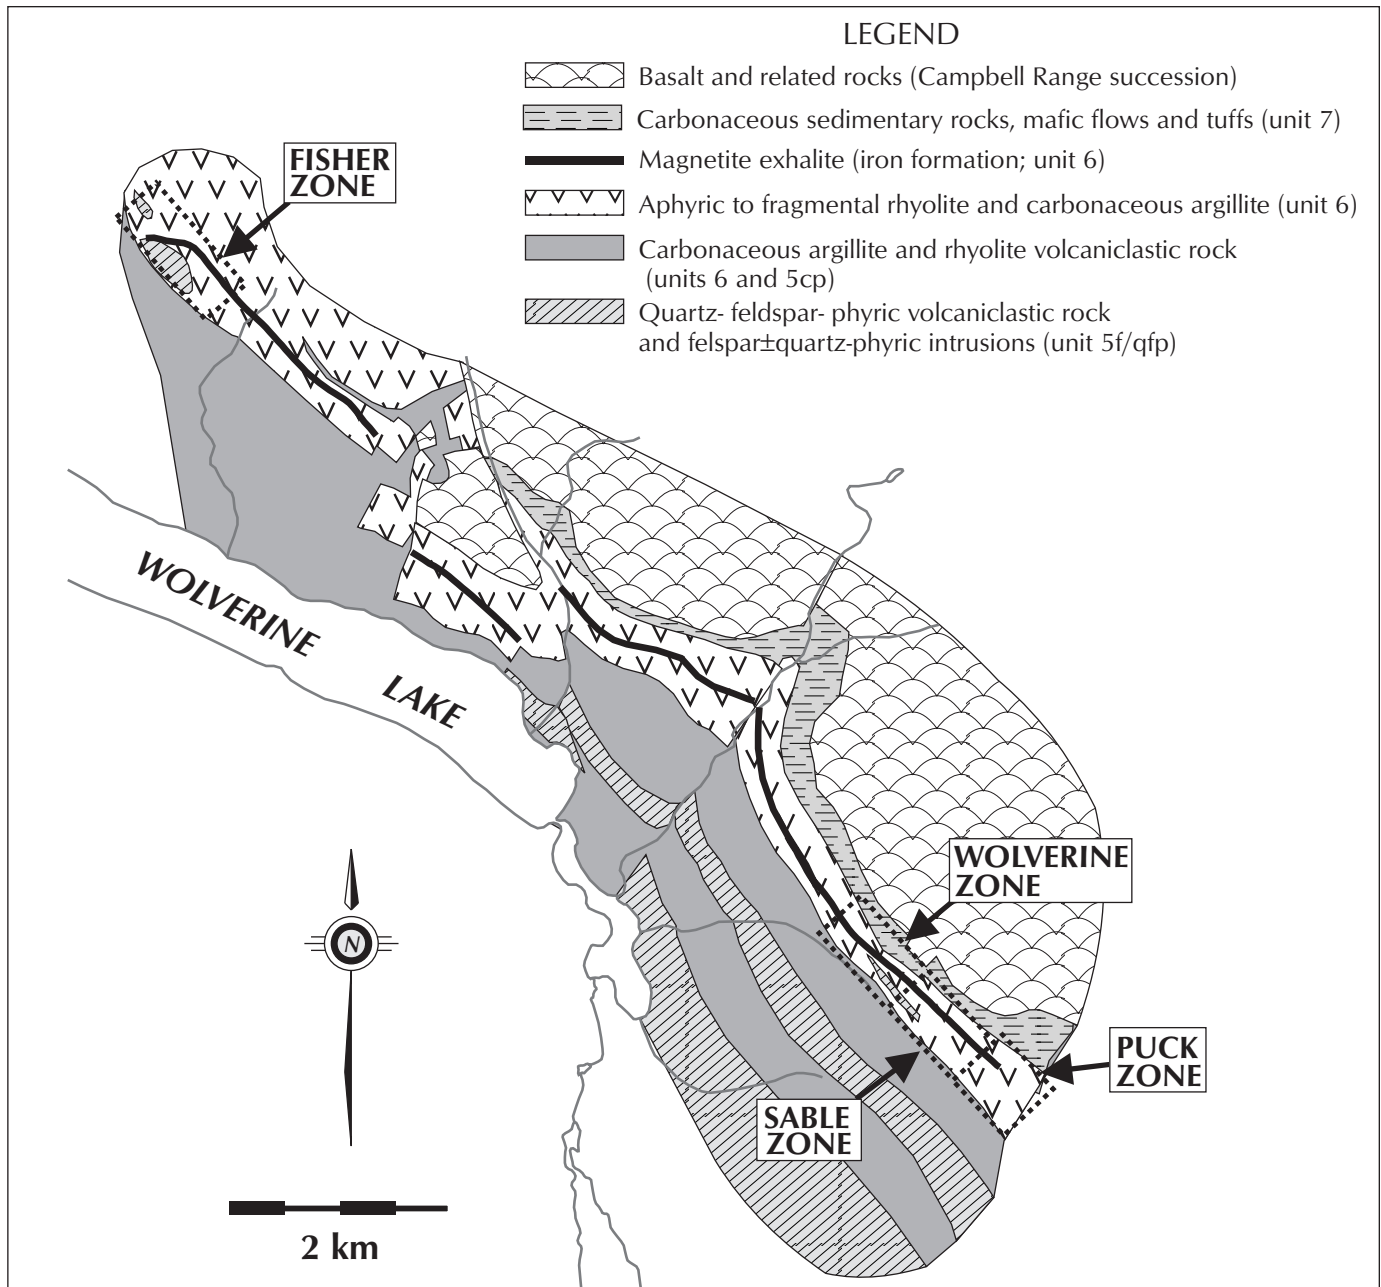 LEGEND
Basalt and related rocks (Campbell Range succession)
Carbonaceous sedimentary rocks, mafic flows and tuffs (unit 7)
Magnetite exhalite (iron formation; unit 6)
Aphyric to fragmental rhyolite and carbonaceous argillite (unit 6)
Carbonaceous argillite and rhyolite volcaniclastic rock
(units 6 and 5cp)
Quartz- feldspar- phyric volcaniclastic rock
and felspar±quartz-phyric intrusions (unit 5f/qfp)
FISHER
ZONE
WOLVERINE
LAKE
WOLVERINE
ZONE
N
PUCK
ZONE
SABLE
ZONE
2 km